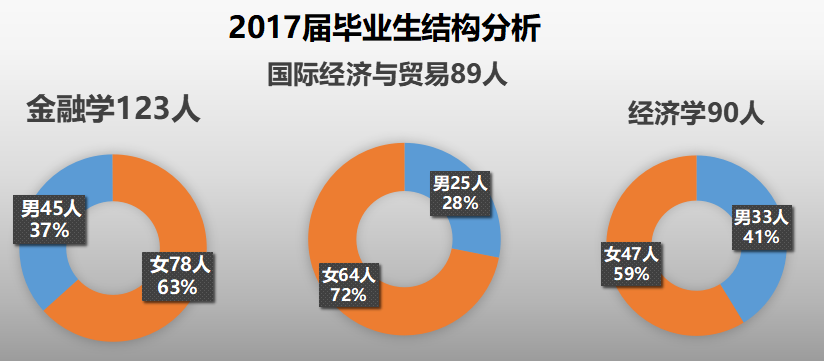 2017届毕业生结构分析
国际经济与贸易89人
金融学123人
经济学90人
男45人
37%
女78人
63%
男25人
28%
女64人
72%
男33人
41%
女47人
59%